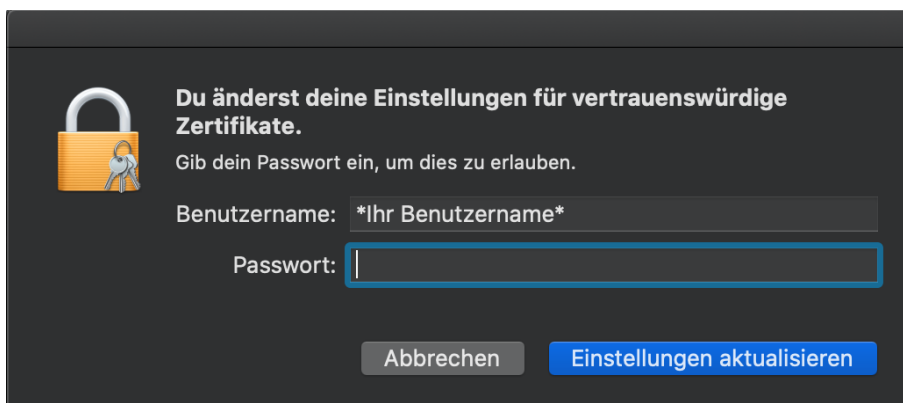 Du änderst deine Einstellungen für vertrauenswürdige
Zertifikate.
Gib dein Passwort ein, um dies zu erlauben.
Benutzername: *Ihr Benutzername*
Passwort:
Abbrechen Einstellungen aktualisieren